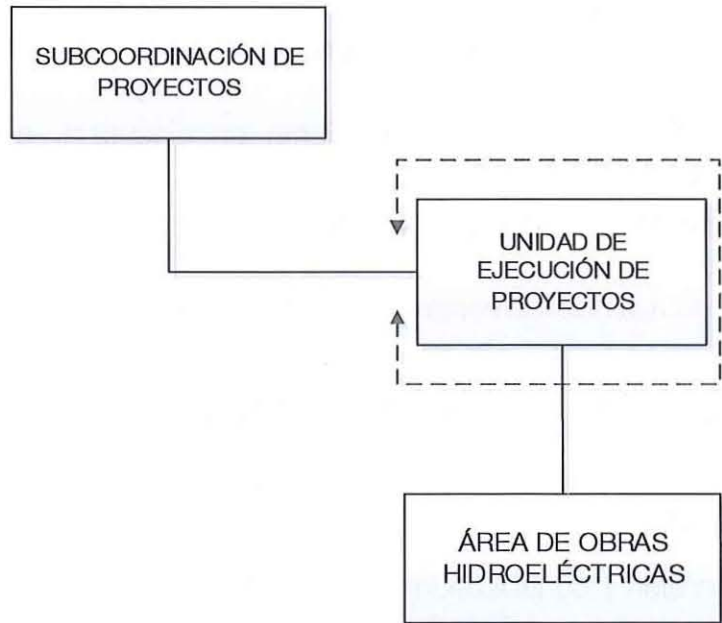 SUBCOORDINACIÓN DE
PROYECTOS
UNIDAD DE
EJECUCIÓN DE
PROYECTOS
ÁREA DE OBRAS
HIDROELÉCTRICAS